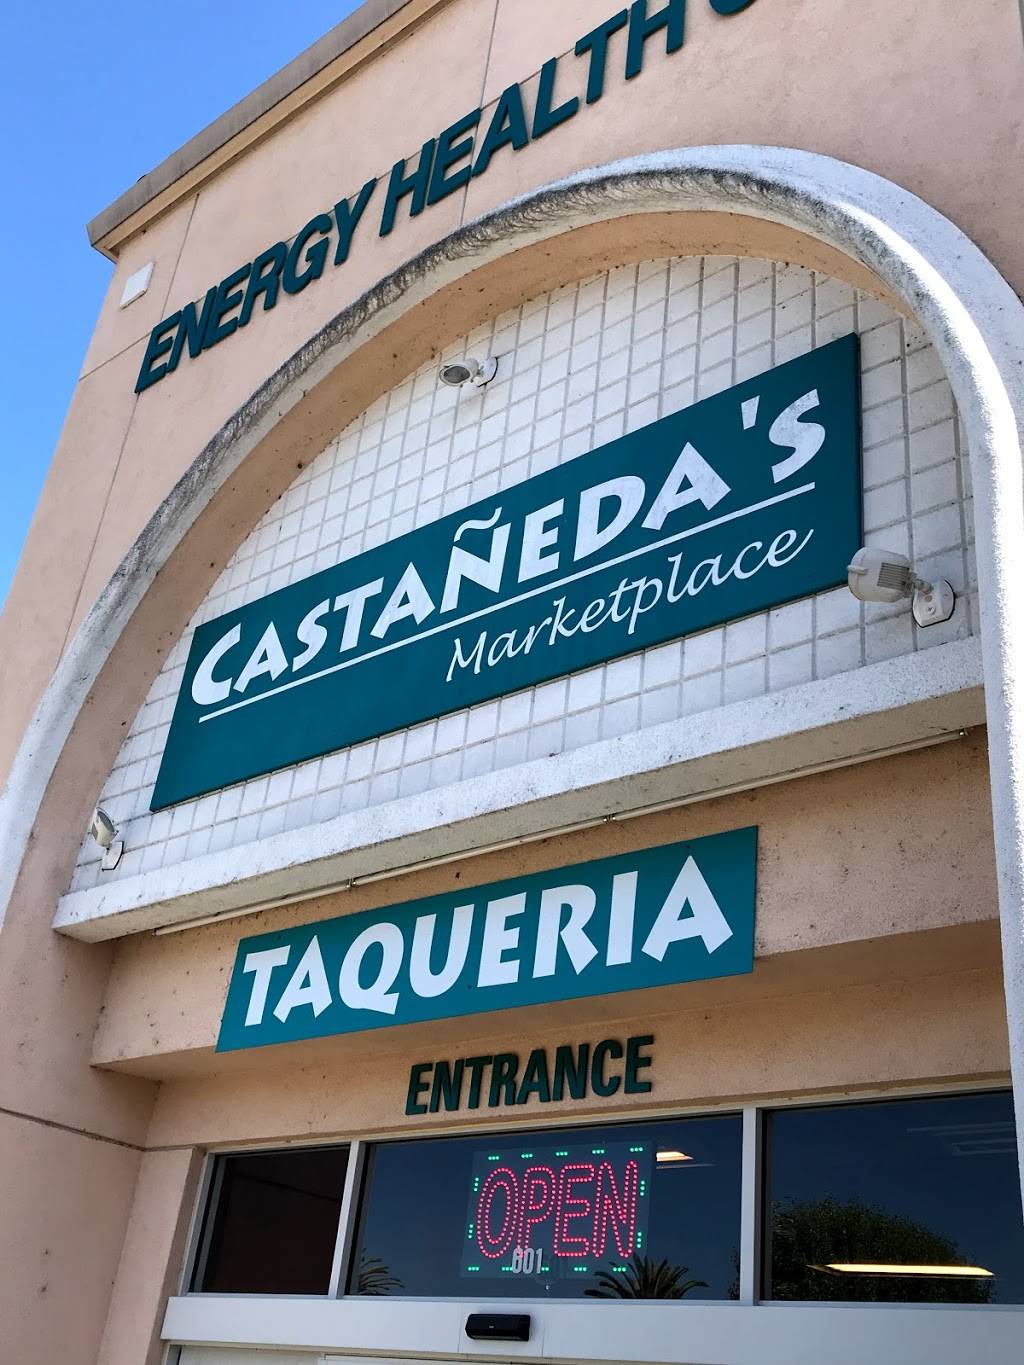 ENERGY HEALTH
CASTAÑEDA'S
Marketplace
TAQUERIA
ENTRANCE
OPEN
601